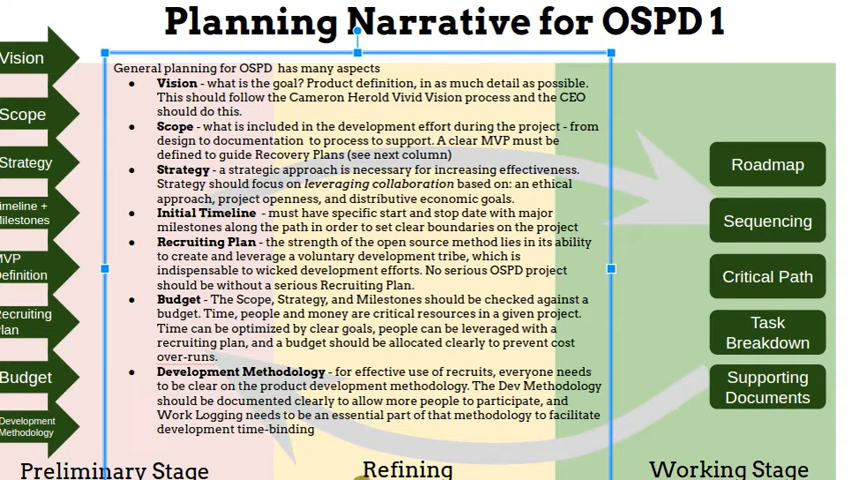 Planning Narrative for OSPD 1
Vision
Scope
Strategy
imeline +
Milestones
MVP
Definition
Recruiting
Plan
Budget
Development
Methodology
General planning for OSPD has many aspects
● Vision - what is the goal? Product definition, in as much detail as possible.
This should follow the Cameron Herold Vivid Vision process and the CEO
should do this.
● Scope - what is included in the development effort during the project - from
design to documentation to process to support. A clear MVP must be
defined to guide Recovery Plans (see next column)
● Strategy - a strategic approach is necessary for increasing effectiveness.
Strategy should focus on leveraging collaboration based on: an ethical
approach, project openness, and distributive economic goals.
● Initial Timeline - must have specific start and stop date with major
milestones along the path in order to set clear boundaries on the project
● Recruiting Plan - the strength of the open source method lies in its ability
to create and leverage a voluntary development tribe, which is
indispensable to wicked development efforts. No serious OSPD project
should be without a serious Recruiting Plan.
● Budget - The Scope, Strategy, and Milestones should be checked against a
budget. Time, people and money are critical resources in a given project.
Time can be optimized by clear goals, people can be leveraged with a
recruiting plan, and a budget should be allocated clearly to prevent cost
over-runs.
● Development Methodology - for effective use of recruits, everyone needs
to be clear on the product development methodology. The Dev Methodology
should be documented clearly to allow more people to participate, and
Work Logging needs to be an essential part of that methodology to facilitate
development time-binding
Roadmap
Sequencing
Critical Path
Task
Breakdown
Supporting
Documents
Preliminary Stage
Refining
Working Stage